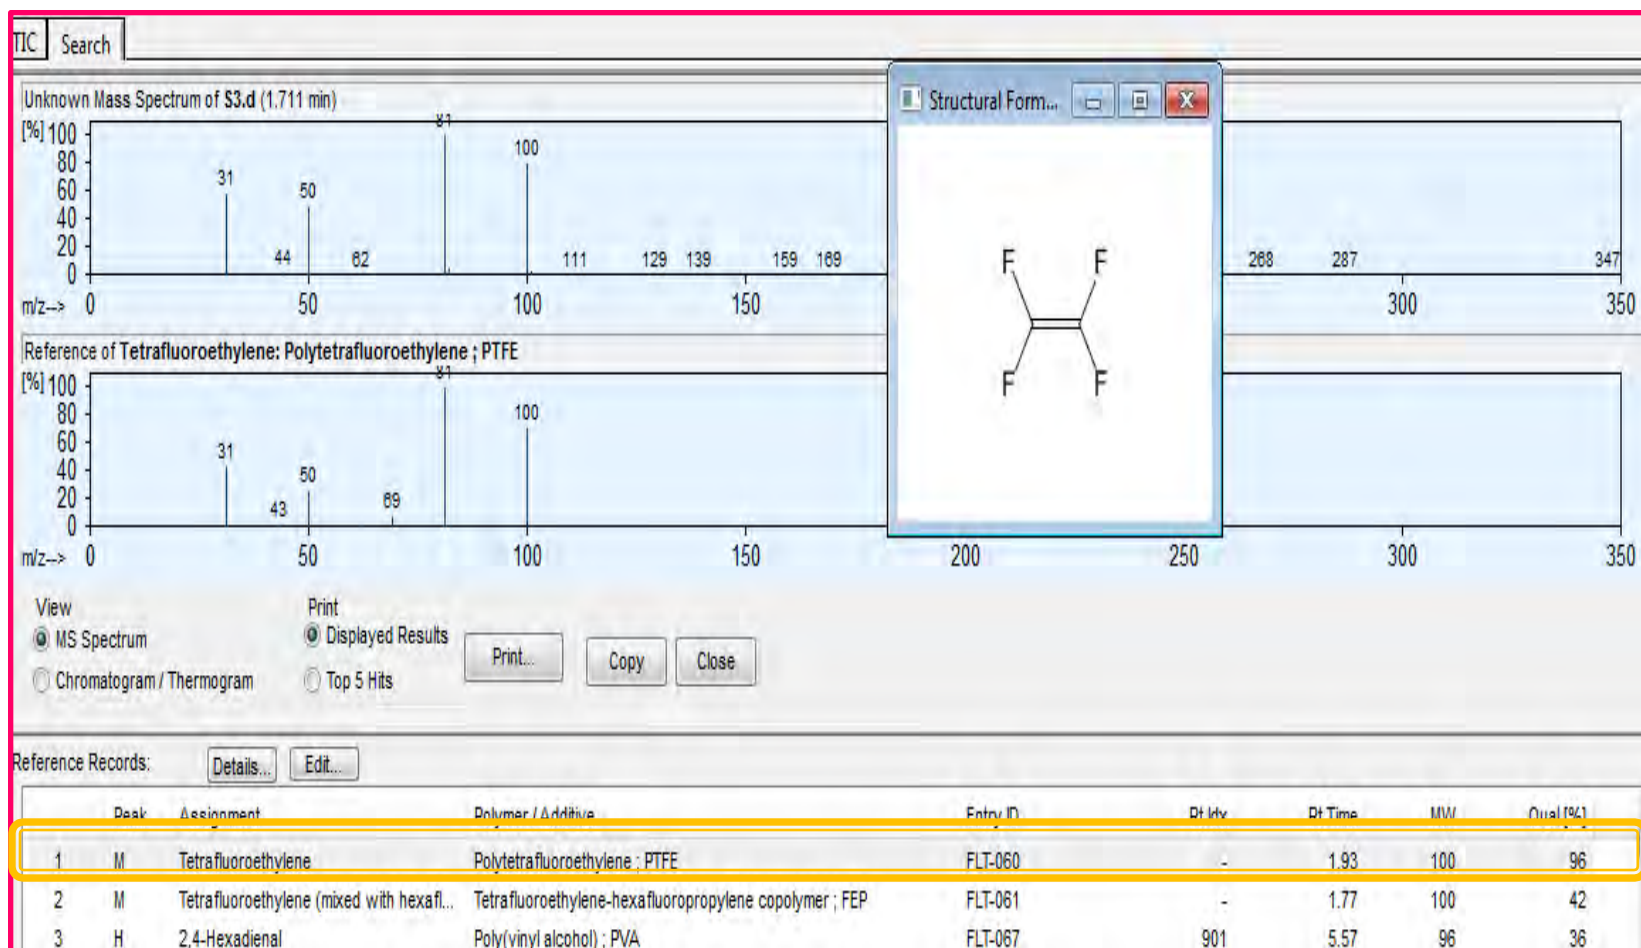 TIC Search
Unknown Mass Spectrum of S3.d (1.711 min)
Structural Form...
[%] 100
80
60
40
20
0
31
44
50
62
81
100
111
129
139
159
169
268
287
347
m/z--> 0 50 100 150 300 350
F F
F F
Reference of Tetrafluoroethylene: Polytetrafluoroethylene ; PTFE
[%] 100
80
60
40
20
0
31
43
50
69
81
100
m/z--> 0 50 100 150 200 250 300 350
View Print
MS Spectrum Displayed Results Print... Copy Close
Chromatogram / Thermogram Top 5 Hits
Reference Records: Details... Edit...
Peak Assignment Polymer / Additive Entry ID Rt Idx Rt Time MW Qual [%]
1 M Tetrafluoroethylene Polytetrafluoroethylene ; PTFE FLT-060 - 1.93 100 96
2 M Tetrafluoroethylene (mixed with hexafl... Tetrafluoroethylene-hexafluoropropylene copolymer ; FEP FLT-061 - 1.77 100 42
3 H 2,4-Hexadienal Poly(vinyl alcohol) ; PVA FLT-067 901 5.57 96 36